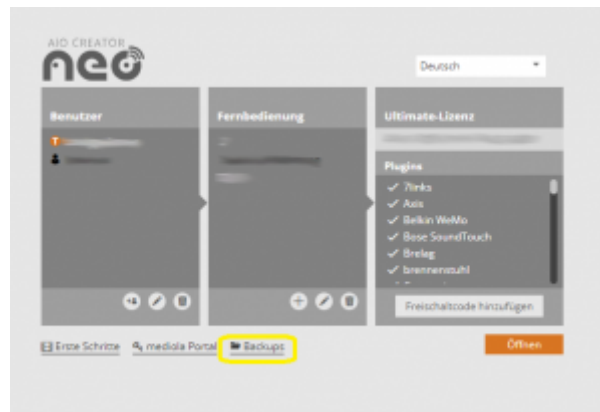 AIO CREATOR
neo
Deutsch
Benutzer
Fernbedienung
Ultimate-Lizenz
Plugins
7links
Axis
Belkin WeMo
Bose SoundTouch
Brelag
brennenstuhl
Freischaltcode hinzufügen
Erste Schritte
mediola Portal
Backups
Öffnen